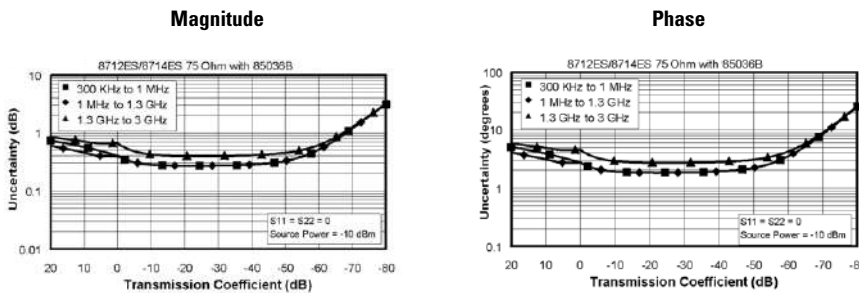 Magnitude
8712ES/8714ES 75 Ohm with 85036B
10
1
0.1
0.01
Uncertainty (dB)
300 KHz to 1 MHz
1 MHz to 1.3 GHz
1.3 GHz to 3 GHz
S11 = S22 = 0
Source Power = -10 dBm
20 10 0 -10 -20 -30 -40 -50 -60 -70 -80
Transmission Coefficient (dB)
Phase
8712ES/8714ES 75 Ohm with 85036B
100
10
1
0.1
Uncertainty (degrees)
300 KHz to 1 MHz
1 MHz to 1.3 GHz
1.3 GHz to 3 GHz
S11 = S22 = 0
Source Power = -10 dBm
20 10 0 -10 -20 -30 -40 -50 -60 -70
Transmission Coefficient (dB)